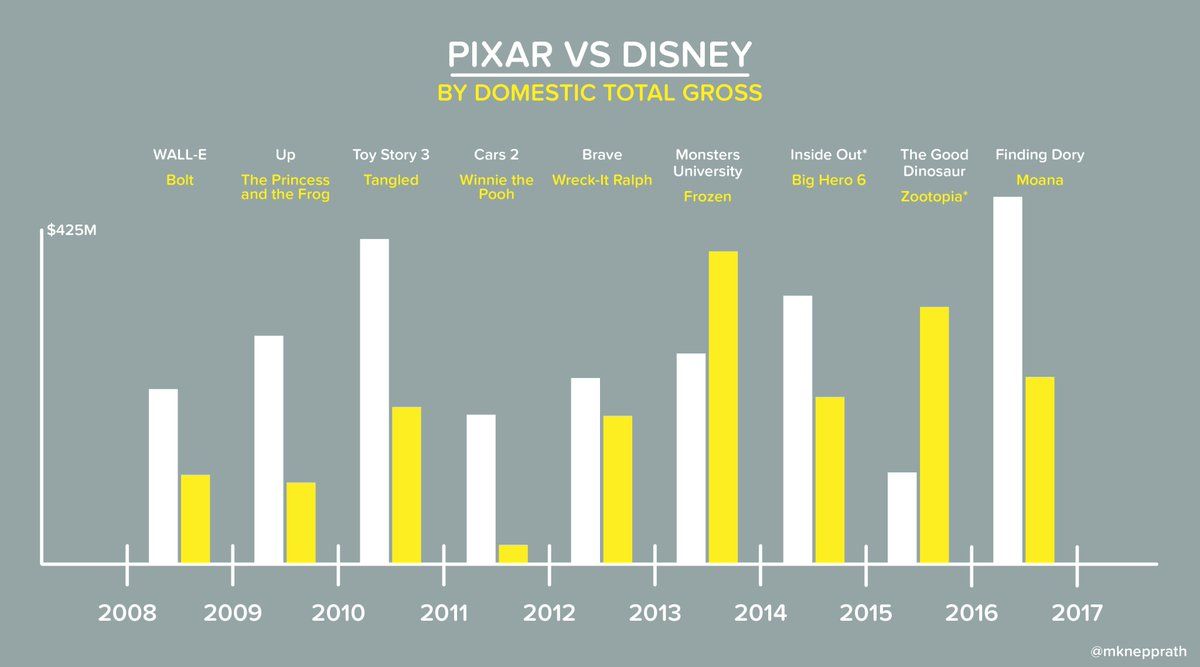 PIXAR VS DISNEY
BY DOMESTIC TOTAL GROSS
WALL-E
Bolt
Up
The Princess
and the Frog
Toy Story 3
Tangled
Cars 2
Winnie the
Pooh
Brave
Wreck-It Ralph
Monsters
University
Frozen
Inside Out*
Big Hero 6
The Good
Dinosaur
Zootopia*
Finding Dory
Moana
$425M
2008 2009 2010 2011 2012 2013 2014 2015 2016 2017
@mknepprath